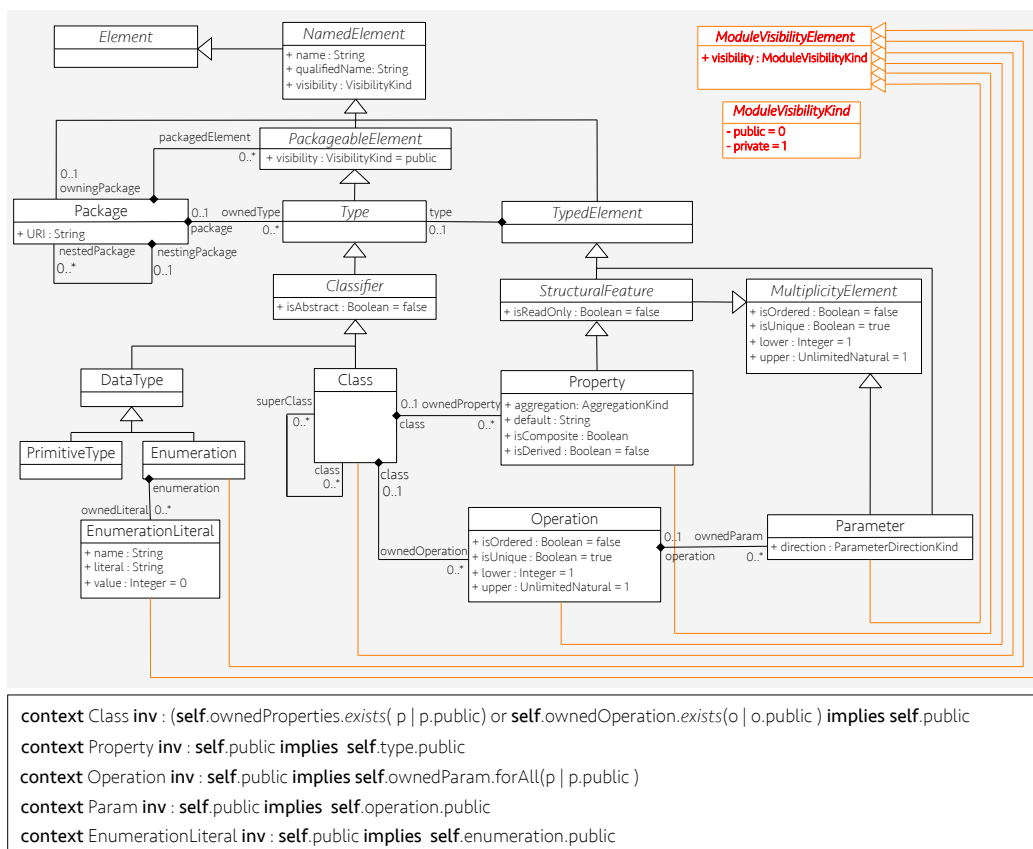 Element
NamedElement
+ name : String
+ qualifiedName: String
+ visibility : VisibilityKind
ModuleVisibilityElement
+ visibility : ModuleVisibilityKind
ModuleVisibilityKind
- public = 0
- private = 1
packagedElement
0..*
PackageableElement
+ visibility : VisibilityKind = public
0..1
owningPackage
Package
+ URI : String
0..1
package
ownedType
0..*
Type
type
0..1
TypedElement
nestedPackage
0..*
nestingPackage
0..1
Classifier
+ isAbstract : Boolean = false
StructuralFeature
+ isReadOnly : Boolean = false
MultiplicityElement
+ isOrdered : Boolean = false
+ isUnique : Boolean = true
+ lower : Integer = 1
+ upper : UnlimitedNatural = 1
DataType
Class
superClass
0..*
class
0..*
0..1
class
ownedProperty
0..*
Property
+ aggregation: AggregationKind
+ default : String
+ isComposite : Boolean
+ isDerived : Boolean = false
PrimitiveType
Enumeration
enumeration
ownedLiteral
0..*
class
0..1
EnumerationLiteral
+ name : String
+ literal : String
+ value : Integer = 0
ownedOperation
0..*
Operation
+ isOrdered : Boolean = false
+ isUnique : Boolean = true
+ lower : Integer = 1
+ upper : UnlimitedNatural = 1
0..1
operation
ownedParam
0..*
Parameter
+ direction : ParameterDirectionKind
context Class inv : (self.ownedProperties.exists( p | p.public) or self.ownedOperation.exists(o | o.public ) implies self.public
context Property inv : self.public implies self.type.public
context Operation inv : self.public implies self.ownedParam.forAll(p | p.public )
context Param inv : self.public implies self.operation.public
context EnumerationLiteral inv : self.public implies self.enumeration.public